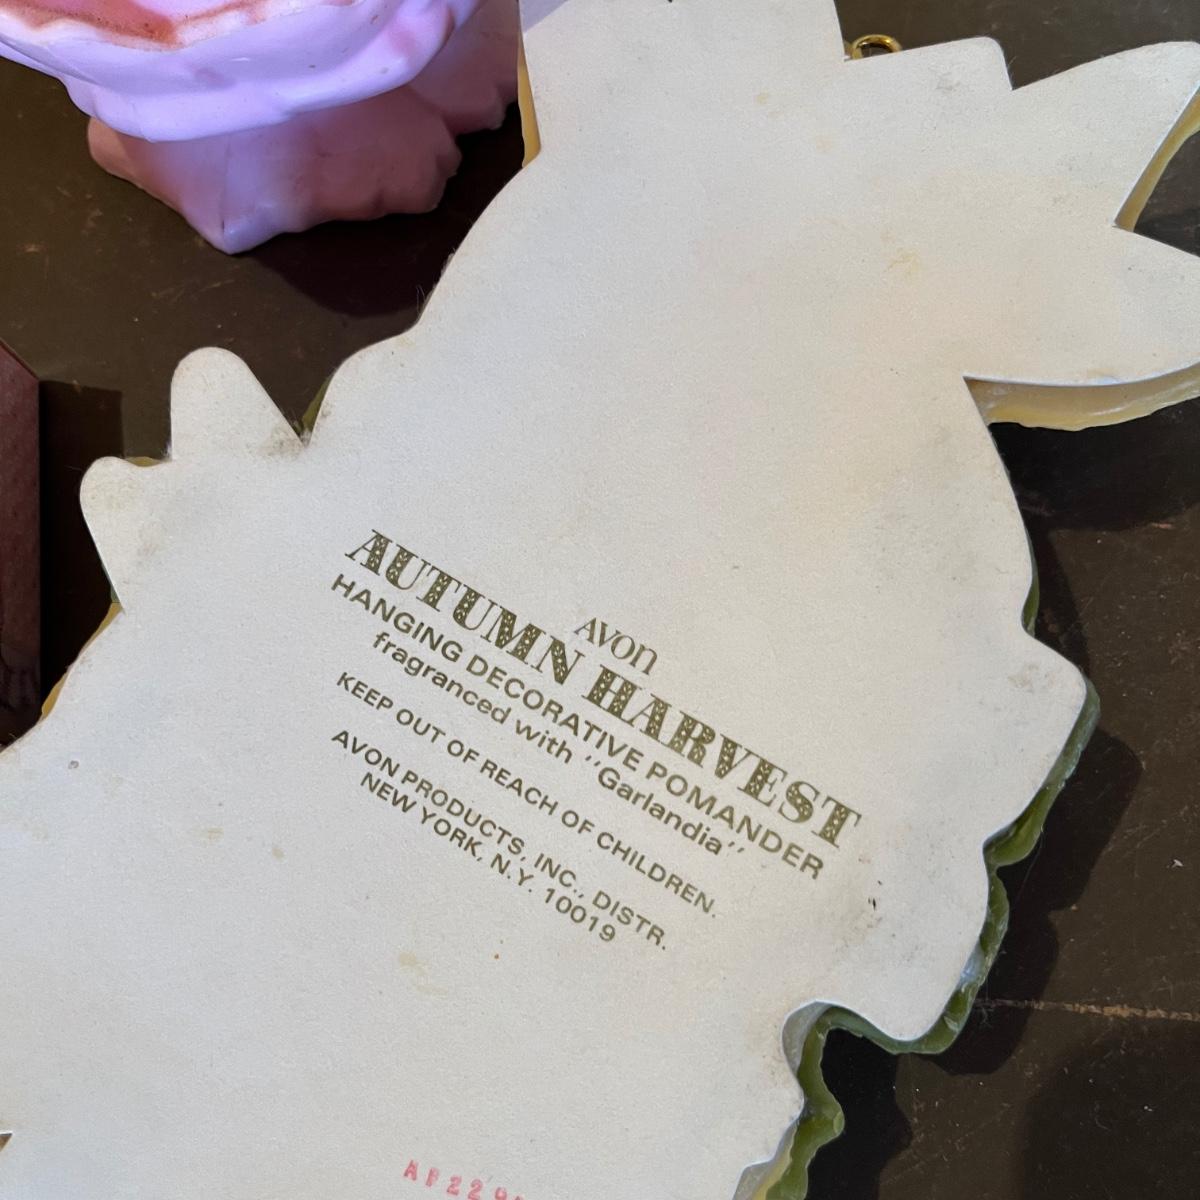 AVON
AUTUMN HARVEST
HANGING DECORATIVE POMANDER
fragranced with "Garlandia"
KEEP OUT OF REACH OF CHILDREN.
AVON PRODUCTS, INC., DISTR.
NEW YORK, N.Y. 10019